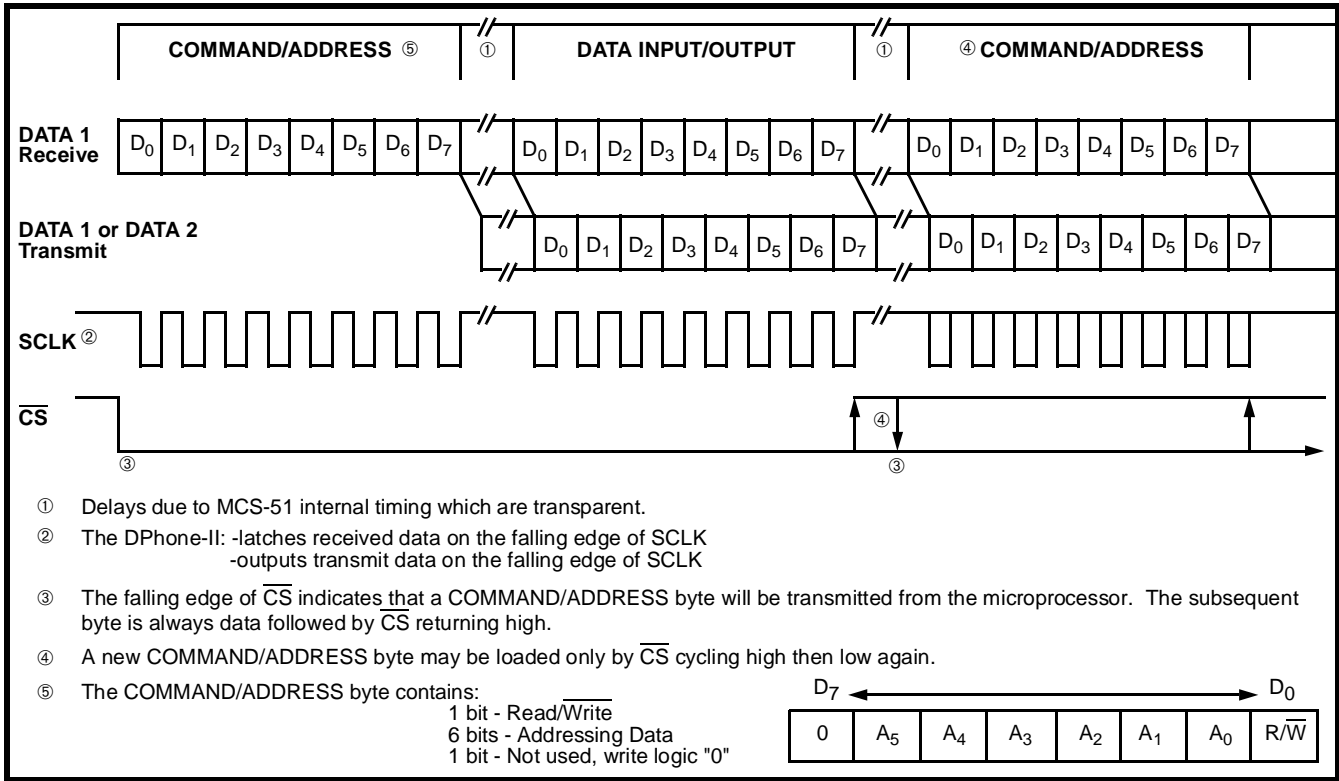 COMMAND/ADDRESS ⑤ ① DATA INPUT/OUTPUT ① ④ COMMAND/ADDRESS
DATA 1
Receive
D0 D1 D2 D3 D4 D5 D6 D7 D0 D1 D2 D3 D4 D5 D6 D7 D0 D1 D2 D3 D4 D5 D6 D7
DATA 1 or DATA 2
Transmit
D0 D1 D2 D3 D4 D5 D6 D7 D0 D1 D2 D3 D4 D5 D6 D7
SCLK ②
C̅S̅
③ ④ ③
① Delays due to MCS-51 internal timing which are transparent.
② The DPhone-II: -latches received data on the falling edge of SCLK
-outputs transmit data on the falling edge of SCLK
③ The falling edge of C̅S̅ indicates that a COMMAND/ADDRESS byte will be transmitted from the microprocessor. The subsequent
byte is always data followed by C̅S̅ returning high.
④ A new COMMAND/ADDRESS byte may be loaded only by C̅S̅ cycling high then low again.
⑤ The COMMAND/ADDRESS byte contains:
1 bit - Read/W̅r̅i̅t̅e̅
6 bits - Addressing Data
1 bit - Not used, write logic "0"
D7 D0
0 A5 A4 A3 A2 A1 A0 R/W̅